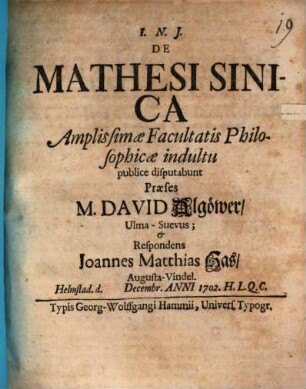 19
I. N. J.
DE
MATHESI SINI-
CA
Amplissimæ Facultatis Philo-
sophicæ indultu
publice disputabunt
Præses
M. DAVID Algöwer/
Ulma-Suevus;
&
Respondens
Joannes Matthias Has/
Augusta-Vindel.
Helmstad. d. Decembr. ANNI 1702. H. L. Q. C.
Typis Georg-Wolffgangi Hammii, Univers. Typogr.